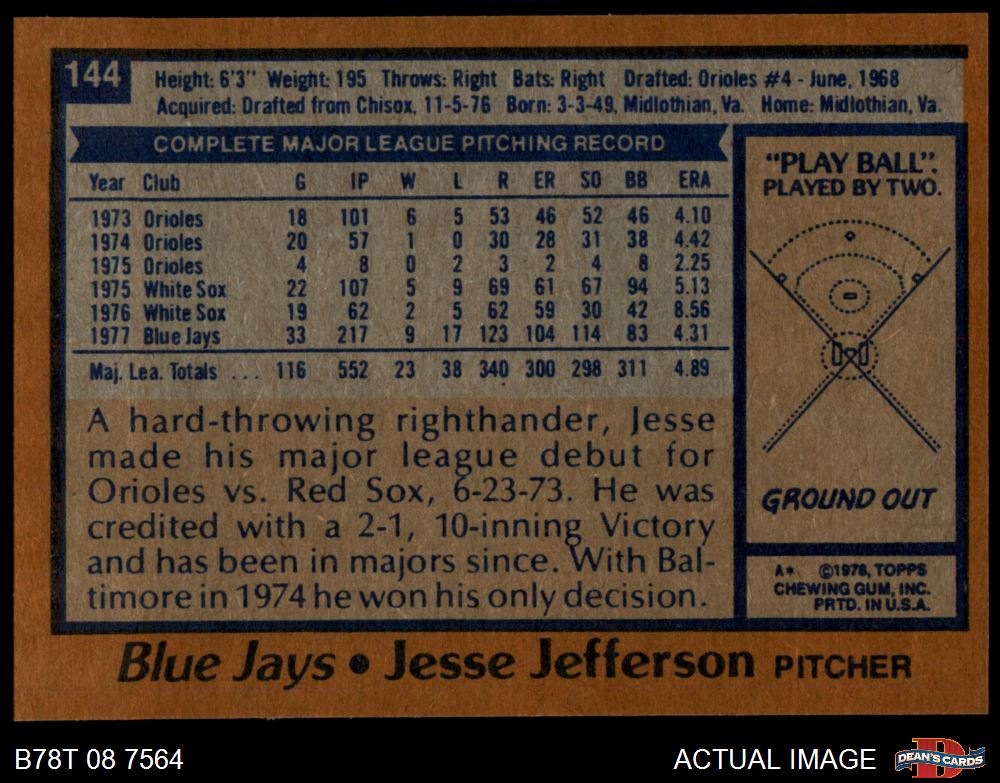 144
Height: 6'3" Weight: 195 Throws: Right Bats: Right Drafted: Orioles #4 - June, 1968
Acquired: Drafted from Chisox, 11-5-76 Born: 3-3-49, Midlothian, Va. Home: Midlothian, Va.
COMPLETE MAJOR LEAGUE PITCHING RECORD
Year Club G IP W L R ER SO BB ERA
1973 Orioles 18 101 6 5 53 46 52 46 4.10
1974 Orioles 20 57 1 0 30 28 31 38 4.42
1975 Orioles 4 8 0 2 3 2 4 8 2.25
1975 White Sox 22 107 5 9 69 61 67 94 5.13
1976 White Sox 19 62 2 5 62 59 30 42 8.56
1977 Blue Jays 33 217 9 17 123 104 114 83 4.31
Maj. Lea. Totals ... 116 552 23 38 340 300 298 311 4.89
A hard-throwing righthander, Jesse
made his major league debut for
Orioles vs. Red Sox, 6-23-73. He was
credited with a 2-1, 10-inning Victory
and has been in majors since. With Bal-
timore in 1974 he won his only decision.
"PLAY BALL".
PLAYED BY TWO.
GROUND OUT
A* ©1978, TOPPS
CHEWING GUM, INC.
PRTD. IN U.S.A.
Blue Jays • Jesse Jefferson PITCHER
B78T 08 7564
ACTUAL IMAGE
D
DEAN'S CARDS